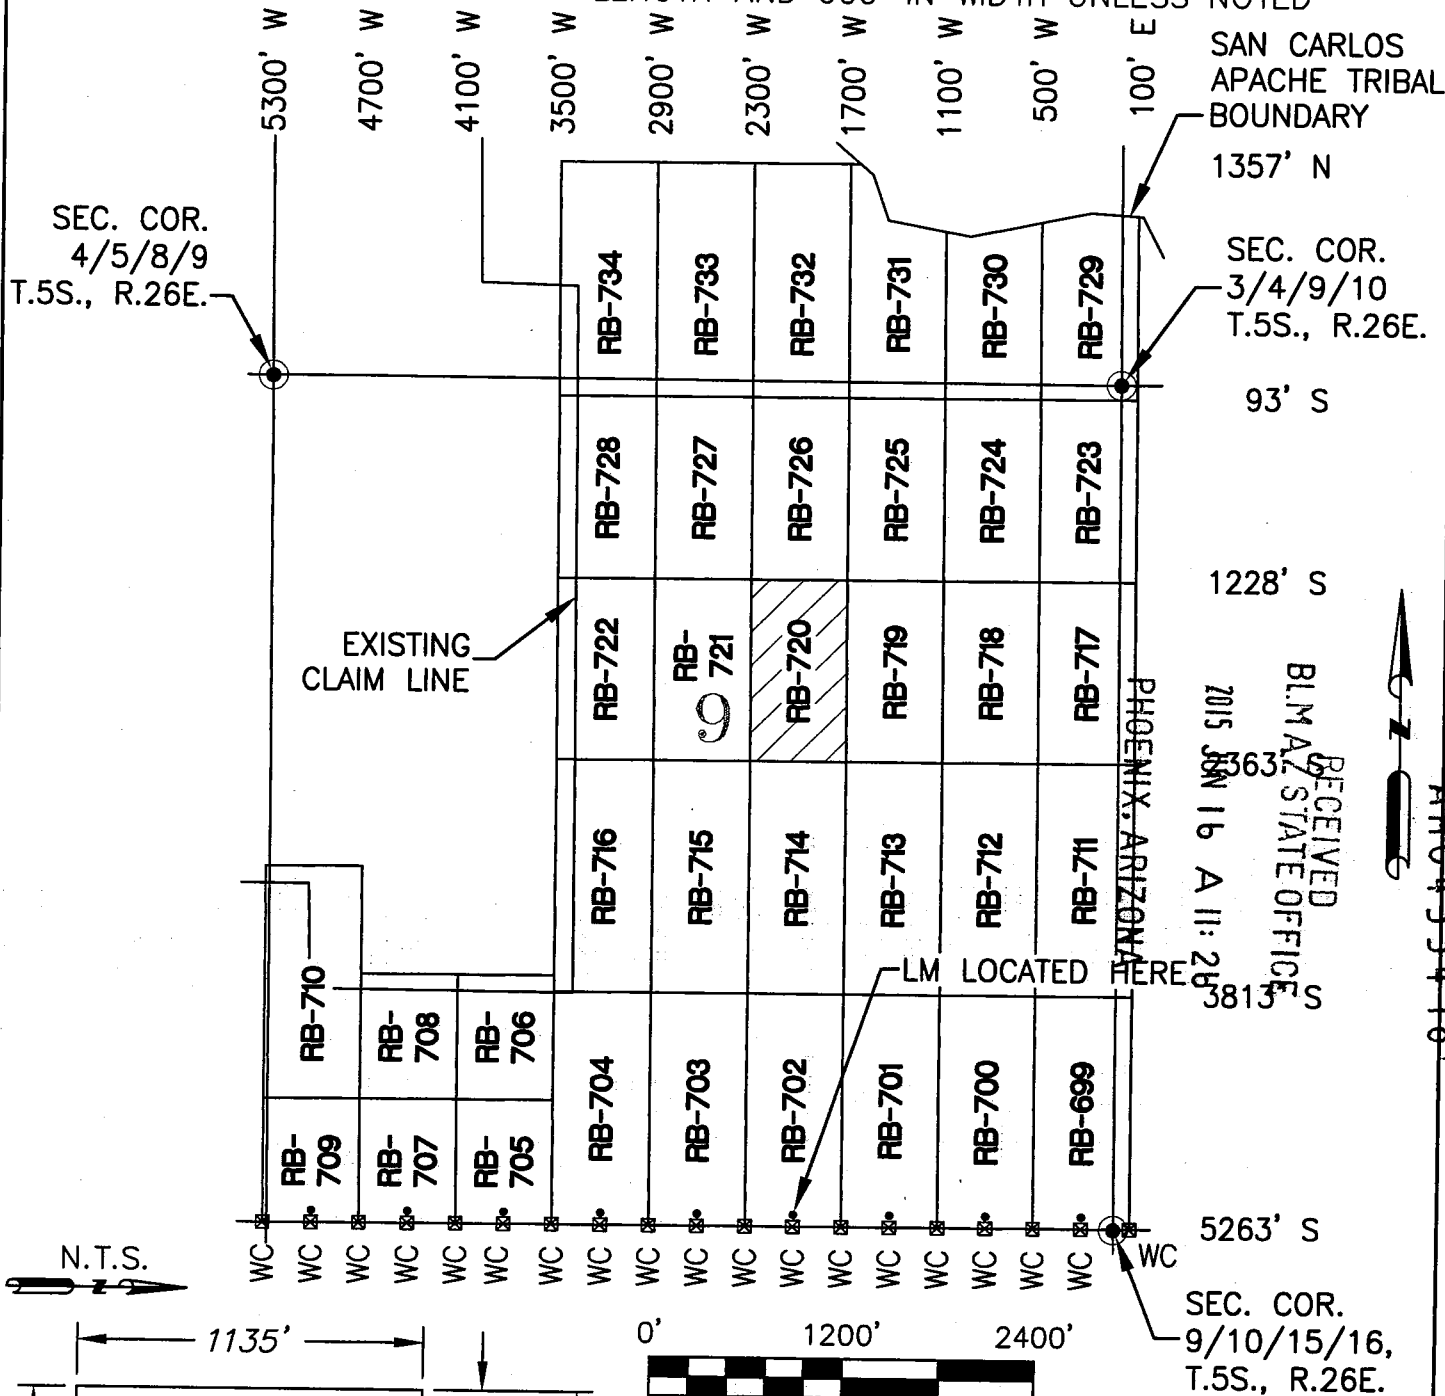 5300' W
4700' W
4100' W
3500' W
2900' W
2300' W
1700' W
1100' W
500' W
100' E
SAN CARLOS
APACHE TRIBAL
BOUNDARY
1357' N
SEC. COR.
4/5/8/9
T.5S., R.26E.
SEC. COR.
3/4/9/10
T.5S., R.26E.
RB-734
RB-733
RB-732
RB-731
RB-730
RB-729
93' S
RB-728
RB-727
RB-726
RB-725
RB-724
RB-723
1228' S
EXISTING
CLAIM LINE
RB-722
RB-
721
9
RB-720
RB-719
RB-718
RB-717
RECEIVED
BLM AZ STATE OFFICE
2015 JUN 16 A 11: 26
PHOENIX, ARIZONA
2363' S
Z
RB-716
RB-715
RB-714
RB-713
RB-712
RB-711
LM LOCATED HERE
3813' S
RB-710
RB-
708
RB-
706
RB-704
RB-703
RB-702
RB-701
RB-700
RB-699
RB-
709
RB-
707
RB-
705
5263' S
WC WC WC WC WC WC WC WC WC WC WC WC WC WC WC WC WC WC WC
N.T.S.
Z
SEC. COR.
9/10/15/16,
T.5S., R.26E.
1135'
0' 1200' 2400'